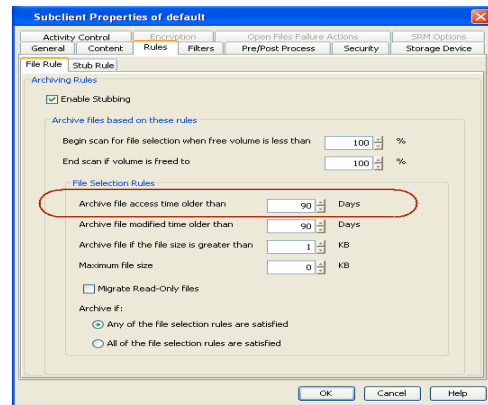 Subclient Properties of default
Activity Control Encryption Open Files Failure Actions SRM Options
General Content Rules Filters Pre/Post Process Security Storage Device
File Rule Stub Rule
Archiving Rules
Enable Stubbing
Archive files based on these rules
Begin scan for file selection when free volume is less than 100 %
End scan if volume is freed to 100 %
File Selection Rules
Archive file access time older than 90 Days
Archive file modified time older than 90 Days
Archive file if the file size is greater than 1 KB
Maximum file size 0 KB
Migrate Read-Only files
Archive if:
Any of the file selection rules are satisfied
All of the file selection rules are satisfied
OK Cancel Help